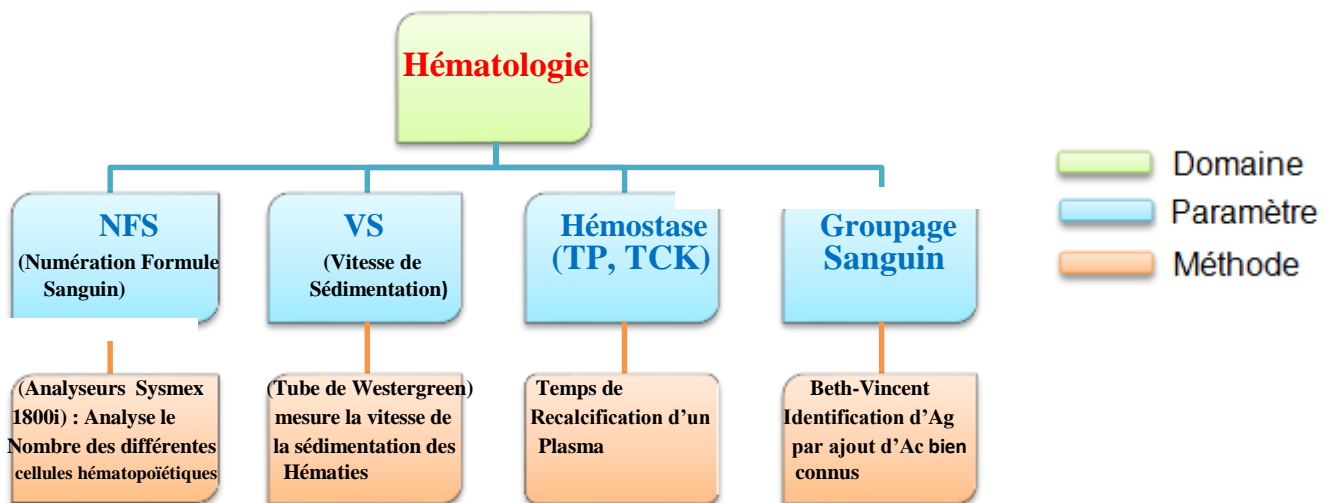 Hématologie
Domaine
Paramètre
Méthode
NFS
(Numération Formule
Sanguin)
VS
(Vitesse de
Sédimentation)
Hémostase
(TP, TCK)
Groupage
Sanguin
(Analyseurs Sysmex
1800i) : Analyse le
Nombre des différentes
cellules hématopoïétiques
(Tube de Westergreen)
mesure la vitesse de
la sédimentation des
Hématies
Temps de
Recalcification d’un
Plasma
Beth-Vincent
Identification d’Ag
par ajout d’Ac bien
connus